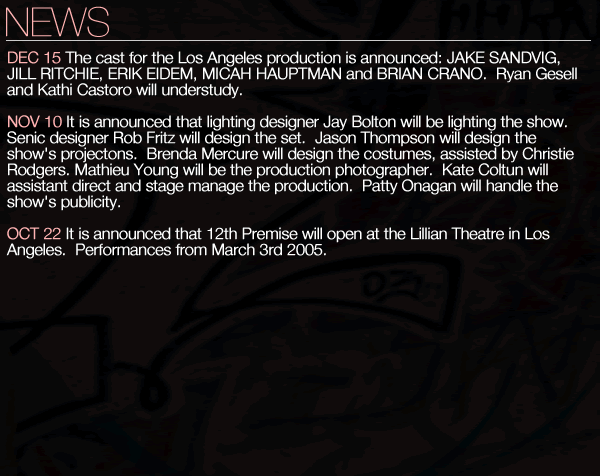 NEWS
DEC 15 The cast for the Los Angeles production is announced: JAKE SANDVIG,
JILL RITCHIE, ERIK EIDEM, MICAH HAUPTMAN and BRIAN CRANO.  Ryan Gesell
and Kathi Castoro will understudy.
NOV 10 It is announced that lighting designer Jay Bolton will be lighting the show.
Senic designer Rob Fritz will design the set.  Jason Thompson will design the
show's projectons.  Brenda Mercure will design the costumes, assisted by Christie
Rodgers. Mathieu Young will be the production photographer.  Kate Coltun will
assistant direct and stage manage the production.  Patty Onagan will handle the
show's publicity.
OCT 22 It is announced that 12th Premise will open at the Lillian Theatre in Los
Angeles.  Performances from March 3rd 2005.